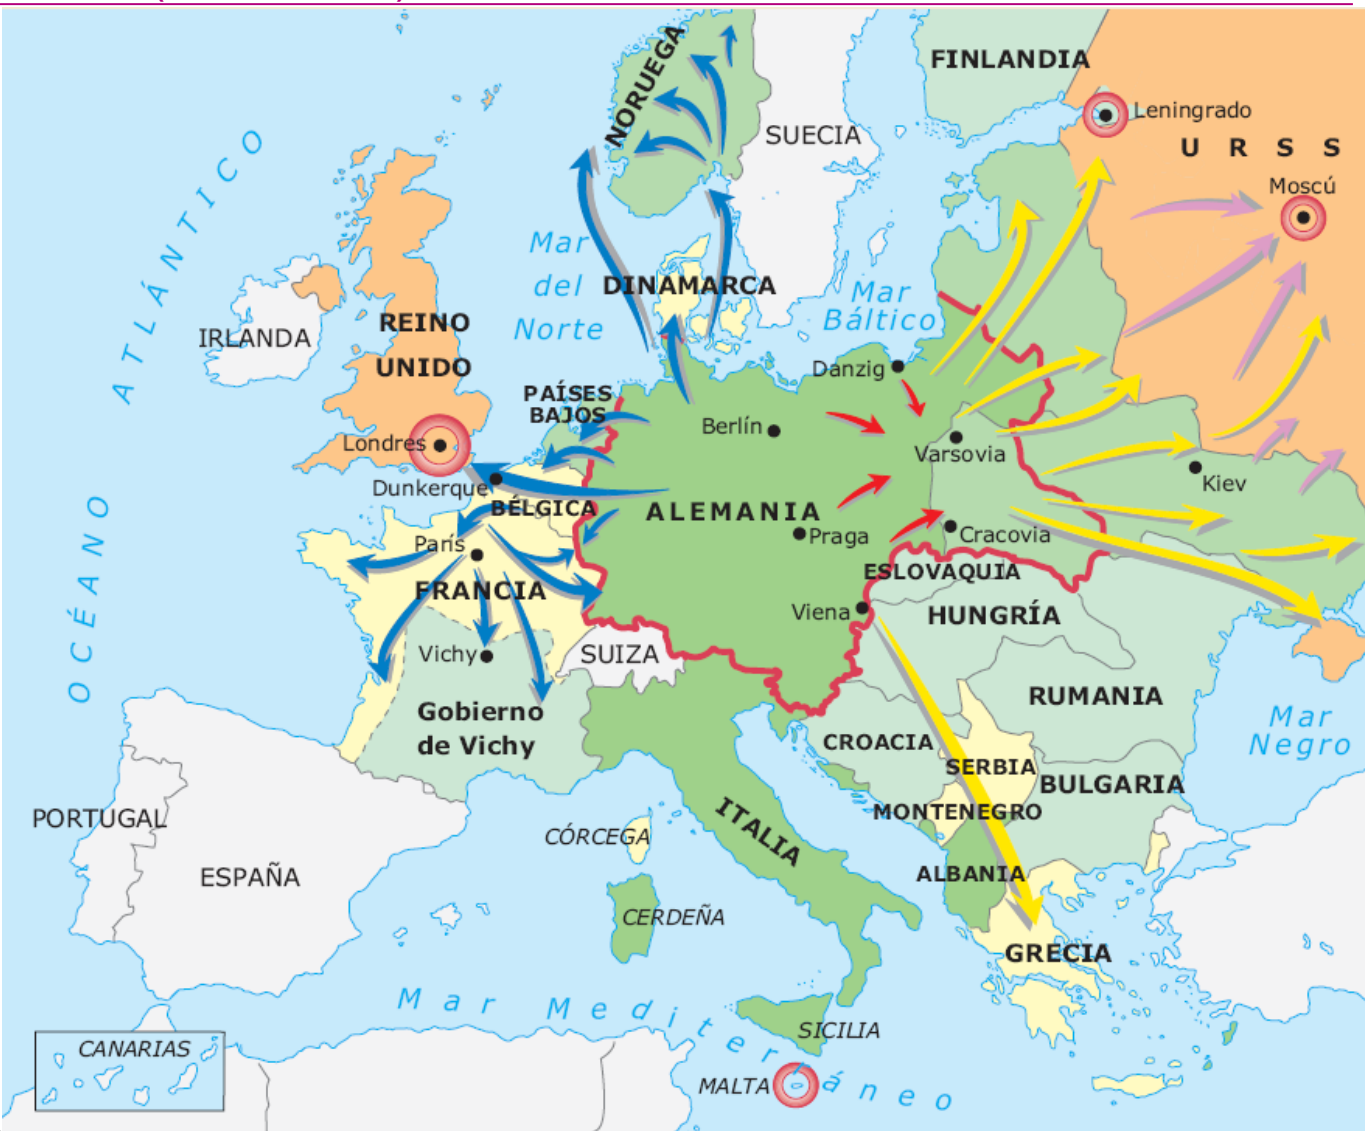 NORUEGA
FINLANDIA
Leningrado
SUECIA
U R S S
Moscú
OCÉANO ATLÁNTICO
Mar
del
Norte
DINAMARCA
Mar
Báltico
IRLANDA
REINO
UNIDO
Danzig
PAÍSES
BAJOS
Berlín
Londres
Varsovia
Dunkerque
Kiev
BÉLGICA
ALEMANIA
Praga
Cracovia
París
ESLOVAQUIA
FRANCIA
Viena
HUNGRÍA
Vichy
SUIZA
RUMANIA
Gobierno
de Vichy
Mar
Negro
CROACIA
SERBIA
BULGARIA
MONTENEGRO
PORTUGAL
CÓRCEGA
ITALIA
ESPAÑA
ALBANIA
CERDEÑA
GRECIA
Mar Mediterráneo
SICILIA
CANARIAS
MALTA